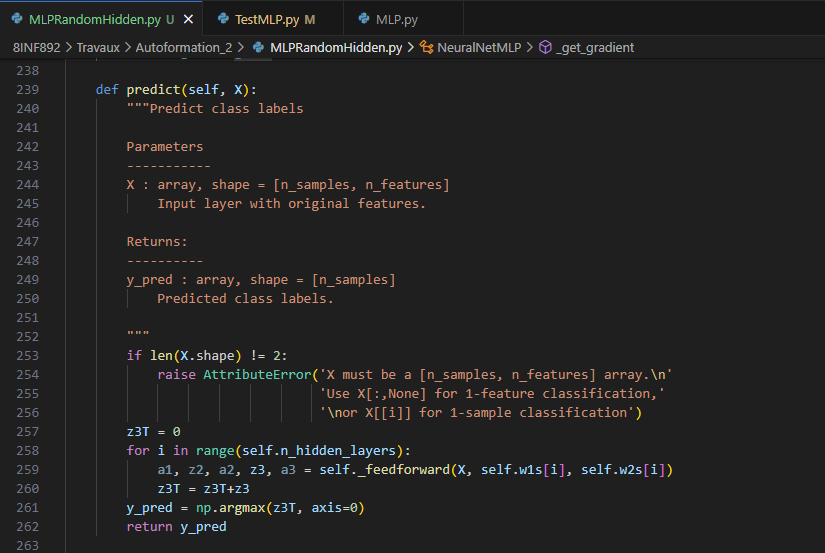 MLPRandomHidden.py U
TestMLP.py M
MLP.py
8INF892 > Travaux > Autoformation_2 > MLPRandomHidden.py > NeuralNetMLP > _get_gradient
238
239 def predict(self, X):
240 """Predict class labels
241
242 Parameters
243 -----------
244 X : array, shape = [n_samples, n_features]
245 Input layer with original features.
246
247 Returns:
248 ----------
249 y_pred : array, shape = [n_samples]
250 Predicted class labels.
251
252 """
253 if len(X.shape) != 2:
254 raise AttributeError('X must be a [n_samples, n_features] array.\n'
255 'Use X[:,None] for 1-feature classification,'
256 '\nor X[[i]] for 1-sample classification')
257 z3T = 0
258 for i in range(self.n_hidden_layers):
259 a1, z2, a2, z3, a3 = self._feedforward(X, self.w1s[i], self.w2s[i])
260 z3T = z3T+z3
261 y_pred = np.argmax(z3T, axis=0)
262 return y_pred
263